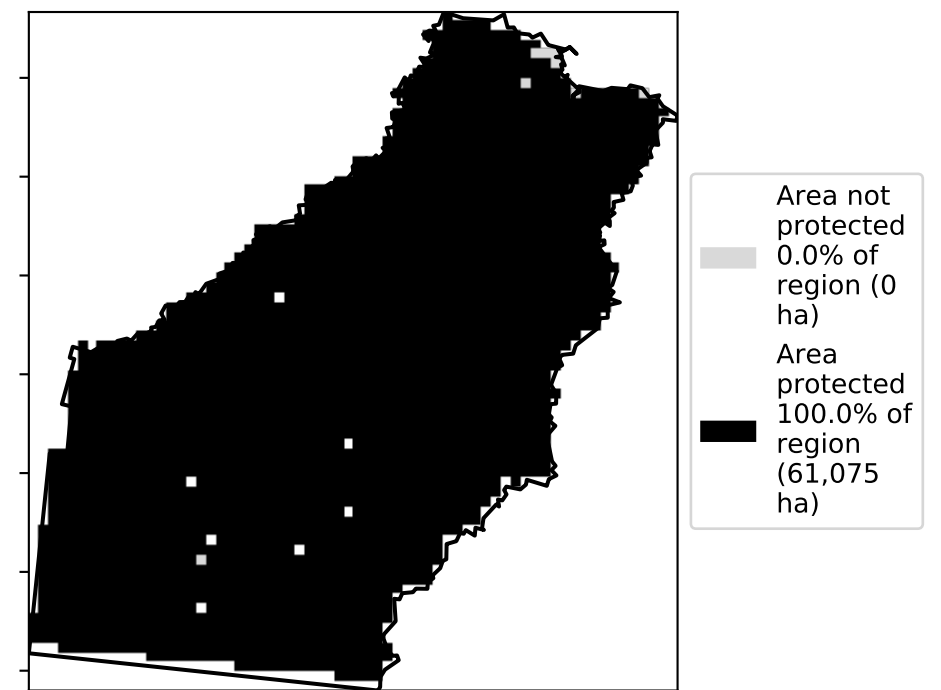 Area not
protected
0.0% of
region (0
ha)
Area
protected
100.0% of
region
(61,075
ha)